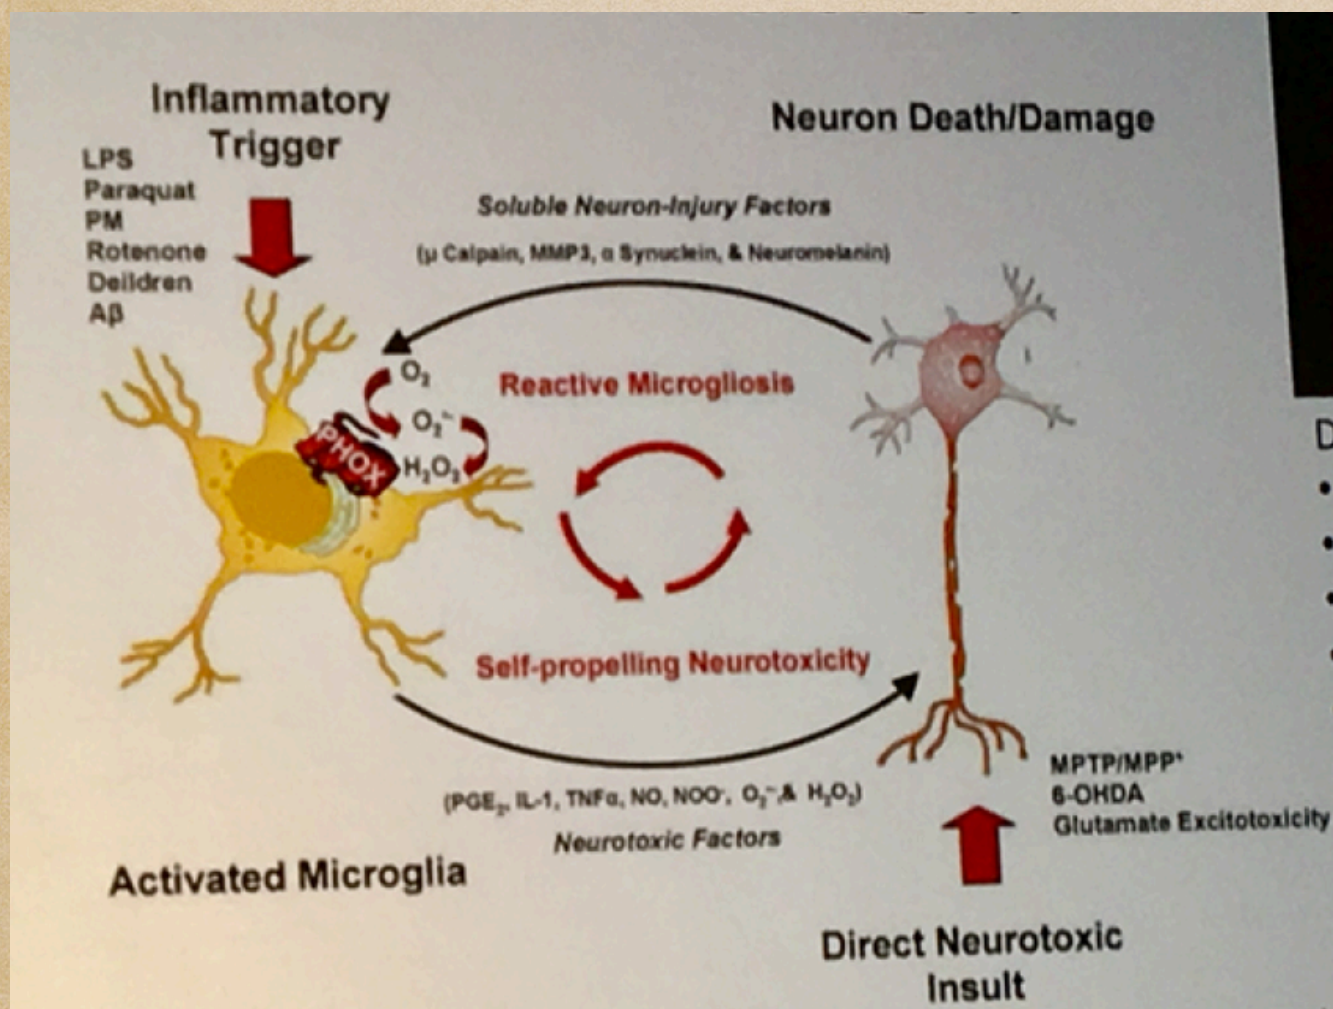 Inflammatory
Trigger
LPS
Paraquat
PM
Rotenone
Deildren
Aβ
Neuron Death/Damage
Soluble Neuron-Injury Factors
(μ Calpain, MMP3, α Synuclein, & Neuromelanin)
O₂
O₂⁻
H₂O₂
PHOX
Reactive Microgliosis
Self-propelling Neurotoxicity
(PGE₂, IL-1, TNFα, NO, NOO⁻, O₂⁻,& H₂O₂)
Neurotoxic Factors
Activated Microglia
MPTP/MPP⁺
6-OHDA
Glutamate Excitotoxicity
Direct Neurotoxic
Insult
D